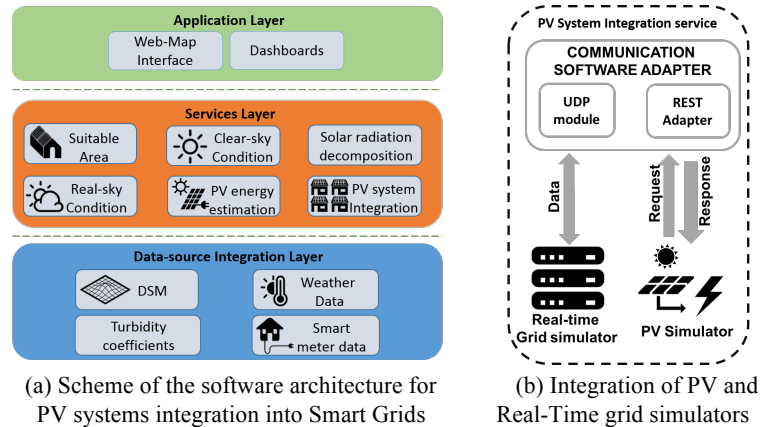 Application Layer
Web-Map
Interface
Dashboards
Services Layer
Suitable
Area
Clear-sky
Condition
Solar radiation
decomposition
Real-sky
Condition
PV energy
estimation
PV system
Integration
Data-source Integration Layer
DSM
Weather
Data
Turbidity
coefficients
Smart
meter data
(a) Scheme of the software architecture for
PV systems integration into Smart Grids
PV System Integration service
COMMUNICATION
SOFTWARE ADAPTER
UDP
module
REST
Adapter
Data
Request
Response
Real-time
Grid simulator
PV Simulator
(b) Integration of PV and
Real-Time grid simulators